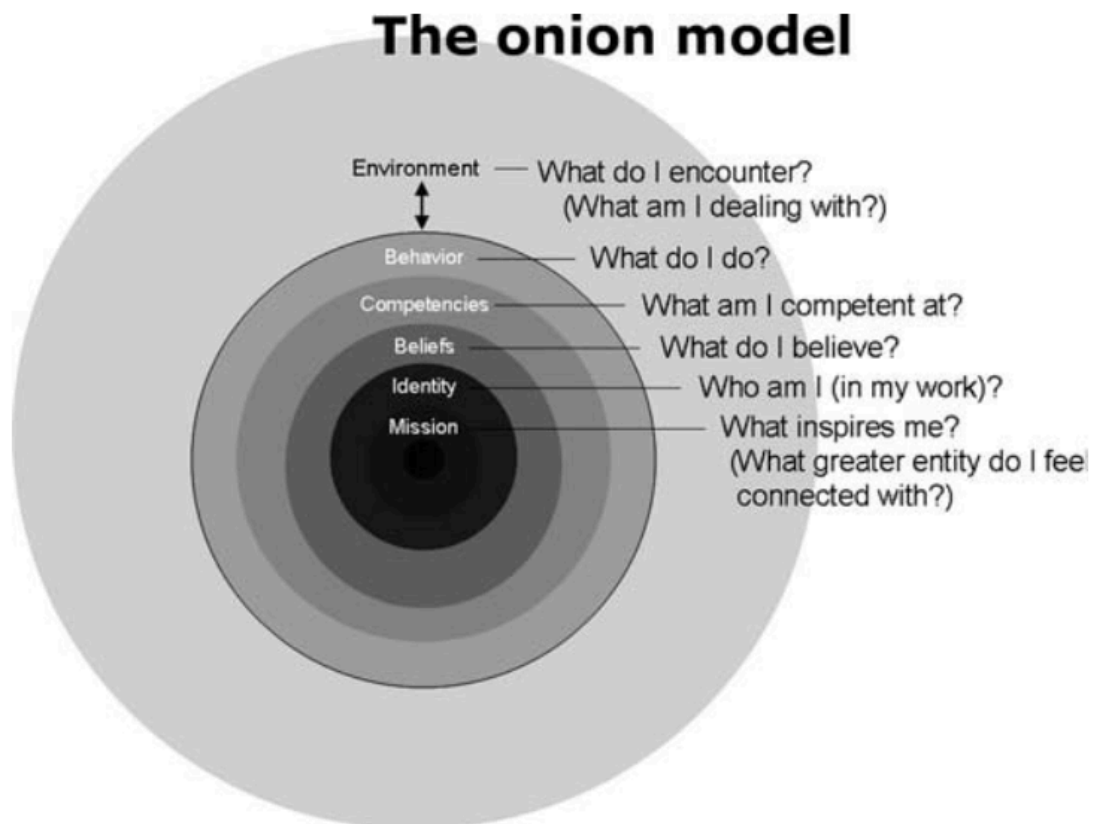 The onion model
Environment
What do I encounter?
(What am I dealing with?)
Behavior
What do I do?
Competencies
What am I competent at?
Beliefs
What do I believe?
Identity
Who am I (in my work)?
Mission
What inspires me?
(What greater entity do I feel
connected with?)